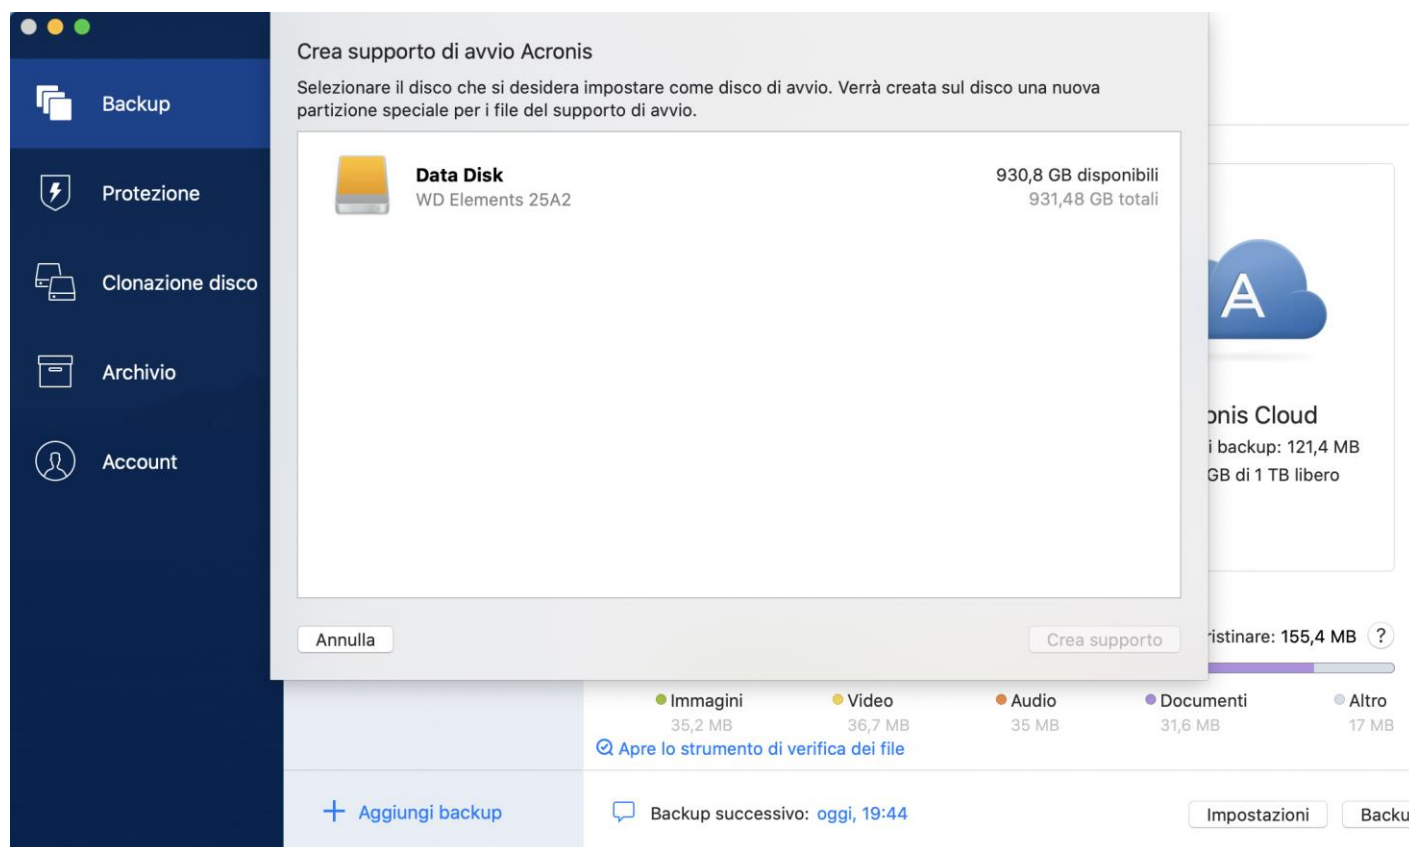 Crea supporto di avvio Acronis
Selezionare il disco che si desidera impostare come disco di avvio. Verrà creata sul disco una nuova
partizione speciale per i file del supporto di avvio.
Backup
Protezione
Clonazione disco
Archivio
Account
Data Disk
WD Elements 25A2
930,8 GB disponibili
931,48 GB totali
Annulla
Crea supporto
A
onis Cloud
i backup: 121,4 MB
GB di 1 TB libero
ristinare: 155,4 MB ?
Immagini
35,2 MB
Video
36,7 MB
Audio
35 MB
Documenti
31,6 MB
Altro
17 MB
Apre lo strumento di verifica dei file
+ Aggiungi backup
Backup successivo: oggi, 19:44
Impostazioni
Backu